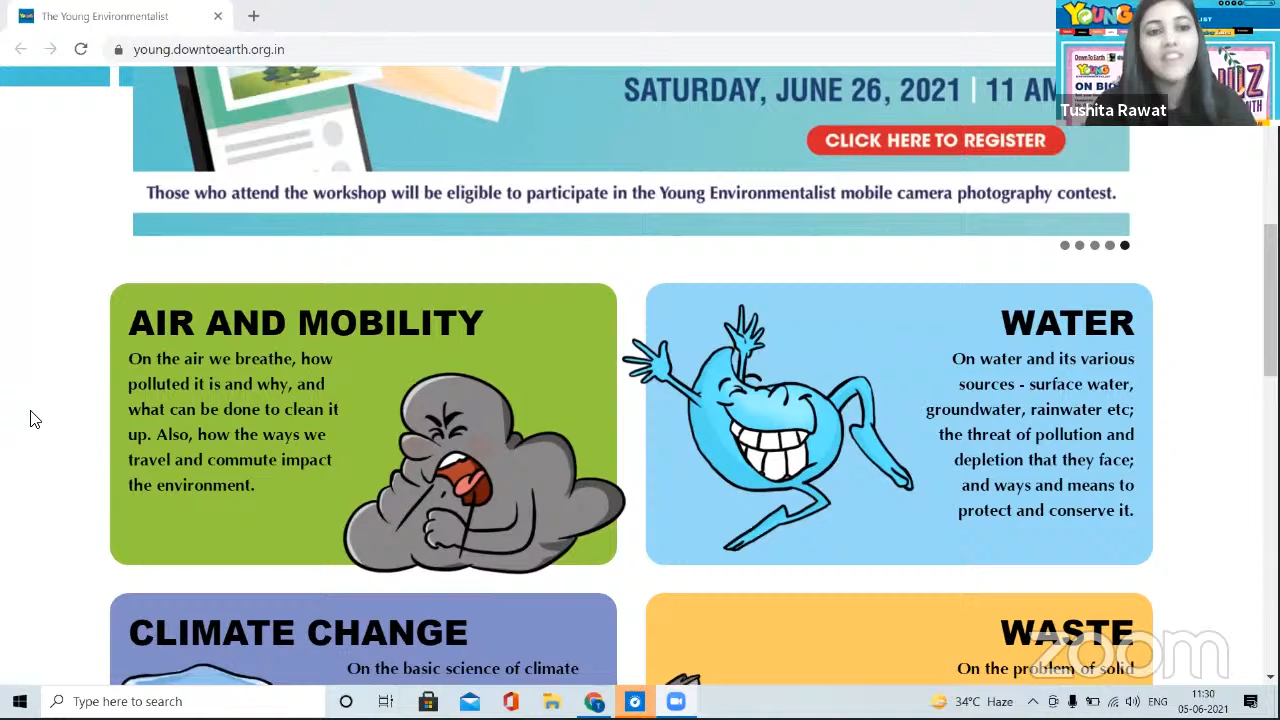 The Young Environmentalist
young.downtoearth.org.in
SATURDAY, JUNE 26, 2021 | 11 AM
CLICK HERE TO REGISTER
Those who attend the workshop will be eligible to participate in the Young Environmentalist mobile camera photography contest.
YOUNG
Tushita Rawat
AIR AND MOBILITY
On the air we breathe, how
polluted it is and why, and
what can be done to clean it
up. Also, how the ways we
travel and commute impact
the environment.
WATER
On water and its various
sources - surface water,
groundwater, rainwater etc;
the threat of pollution and
depletion that they face;
and ways and means to
protect and conserve it.
CLIMATE CHANGE
On the basic science of climate
WASTE
On the problem of solid
zoom
Type here to search
34°C Haze
ENG
11:30
05-06-2021